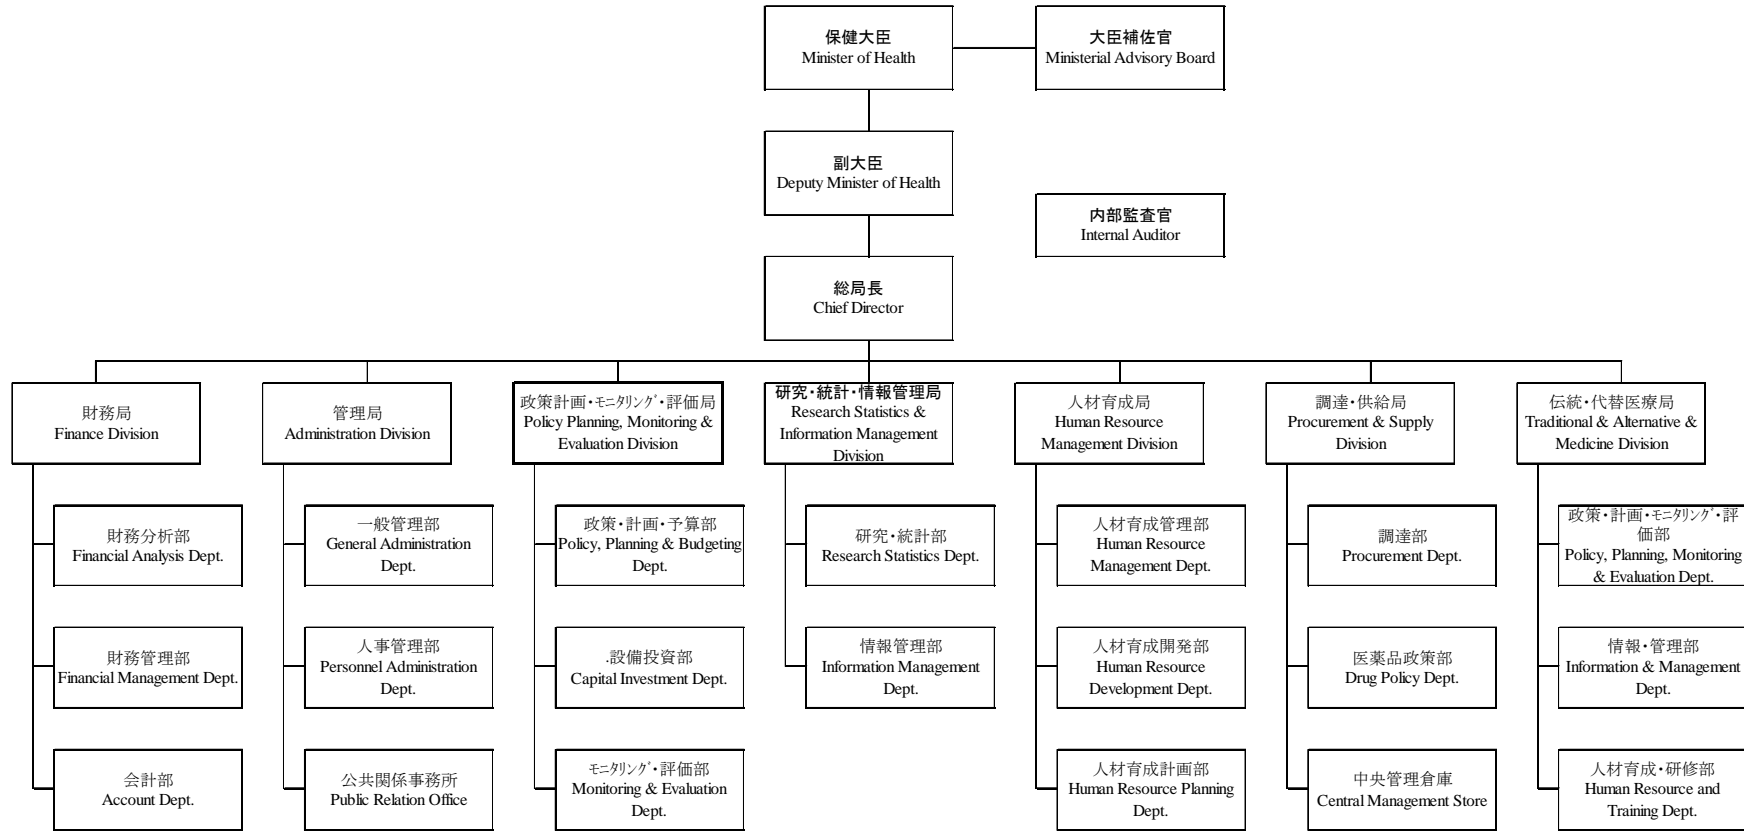 保健大臣
Minister of Health
大臣補佐官
Ministerial Advisory Board
副大臣
Deputy Minister of Health
内部監査官
Internal Auditor
総局長
Chief Director
財務局
Finance Division
管理局
Administration Division
政策計画・ﾓﾆﾀﾘﾝｸﾞ・評価局
Policy Planning, Monitoring &
Evaluation Division
研究・統計・情報管理局
Research Statistics &
Information Management
Division
人材育成局
Human Resource
Management Division
調達・供給局
Procurement & Supply
Division
伝統・代替医療局
Traditional & Alternative &
Medicine Division
財務分析部
Financial Analysis Dept.
一般管理部
General Administration
Dept.
政策・計画・予算部
Policy, Planning & Budgeting
Dept.
研究・統計部
Research Statistics Dept.
人材育成管理部
Human Resource
Management Dept.
調達部
Procurement Dept.
政策・計画・ﾓﾆﾀﾘﾝｸﾞ・評
価部
Policy, Planning, Monitoring
& Evaluation Dept.
財務管理部
Financial Management Dept.
人事管理部
Personnel Administration
Dept.
.設備投資部
Capital Investment Dept.
情報管理部
Information Management
Dept.
人材育成開発部
Human Resource
Development Dept.
医薬品政策部
Drug Policy Dept.
情報・管理部
Information & Management
Dept.
会計部
Account Dept.
公共関係事務所
Public Relation Office
ﾓﾆﾀﾘﾝｸﾞ・評価部
Monitoring & Evaluation
Dept.
人材育成計画部
Human Resource Planning
Dept.
中央管理倉庫
Central Management Store
人材育成・研修部
Human Resource and
Training Dept.